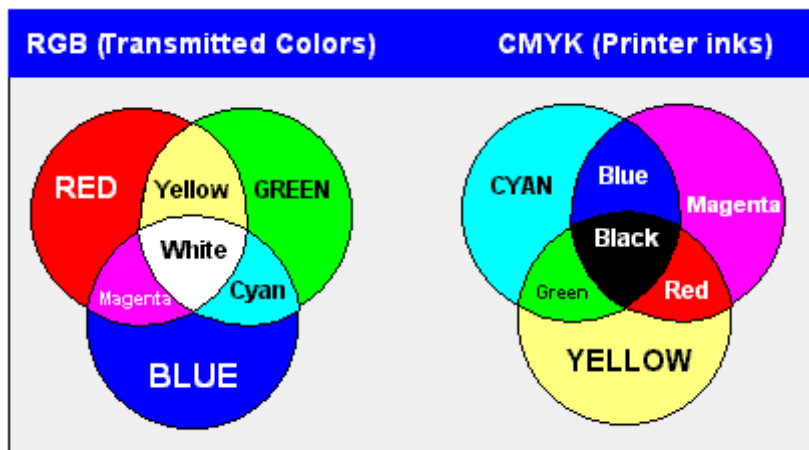 RGB (Transmitted Colors)
CMYK (Printer inks)
RED
Yellow
GREEN
White
Magenta
Cyan
BLUE
CYAN
Blue
Magenta
Black
Green
Red
YELLOW